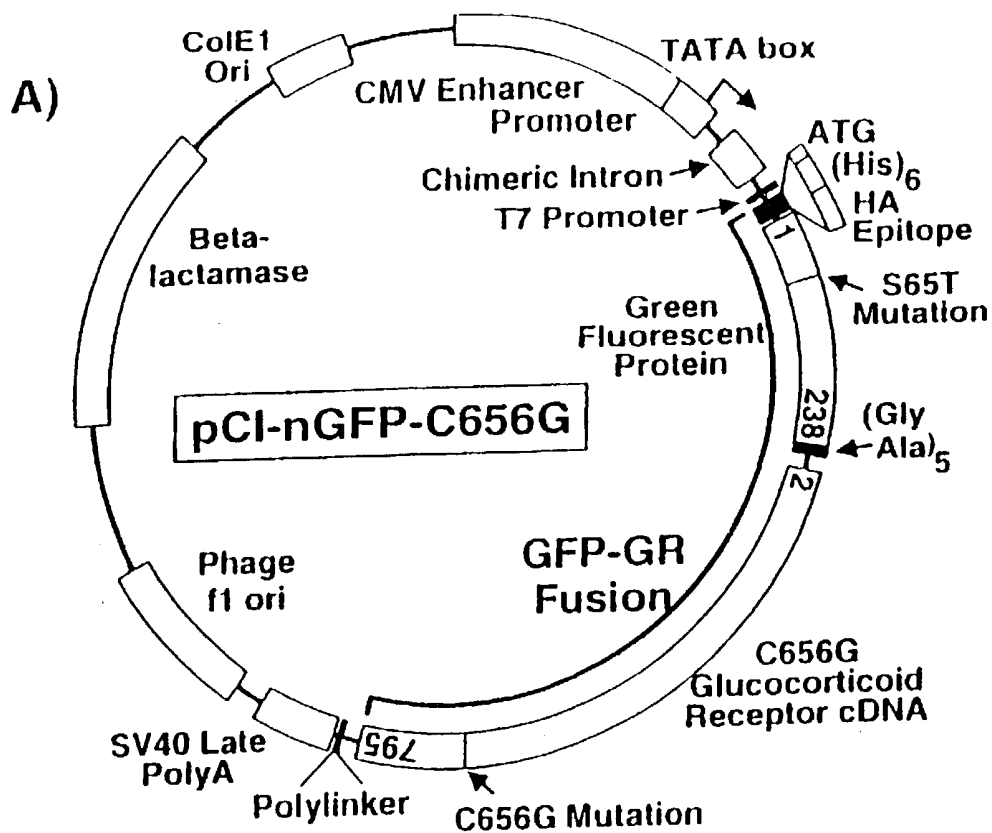 A)
ColE1
Ori
CMV Enhancer
Promoter
TATA box
Chimeric Intron
T7 Promoter
ATG
(His)6
HA
Epitope
1
S65T
Mutation
Green
Fluorescent
Protein
238
(Gly
Ala)5
2
Beta-
lactamase
pCI-nGFP-C656G
GFP-GR
Fusion
Phage
f1 ori
C656G
Glucocorticoid
Receptor cDNA
795
SV40 Late
PolyA
Polylinker
C656G Mutation